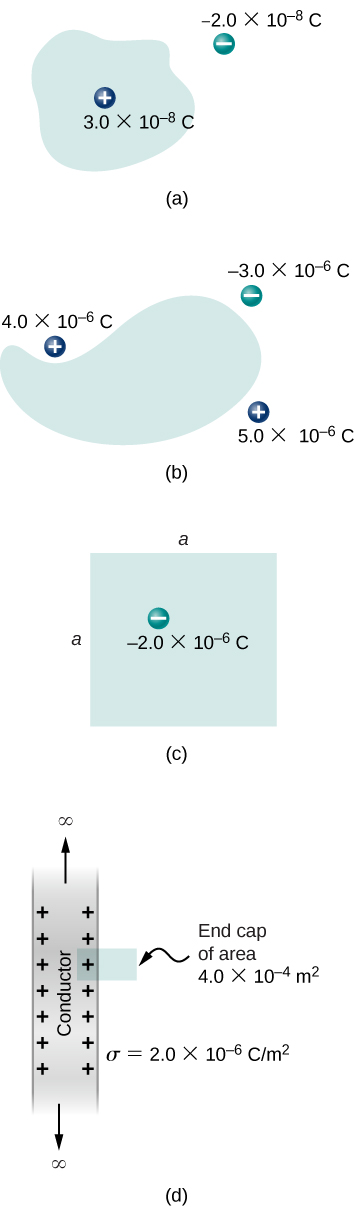 –2.0 × 10⁻⁸ C
3.0 × 10⁻⁸ C
(a)
–3.0 × 10⁻⁶ C
4.0 × 10⁻⁶ C
5.0 × 10⁻⁶ C
(b)
a
a
–2.0 × 10⁻⁶ C
(c)
∞
Conductor
End cap
of area
4.0 × 10⁻⁴ m²
σ = 2.0 × 10⁻⁶ C/m²
∞
(d)